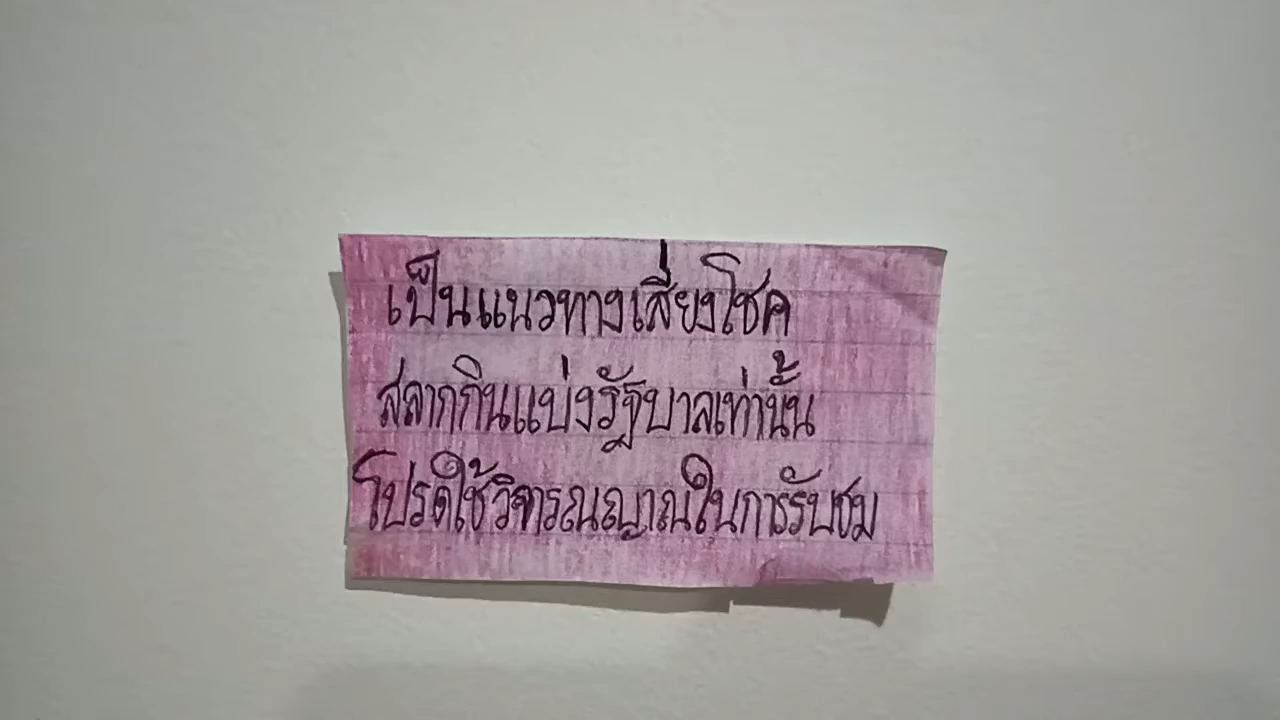 เป็นแนวทางเสี่ยงโชค
สลากกินแบ่งรัฐบาลเท่านั้น
โปรดใช้วิจารณญาณในการรับชม